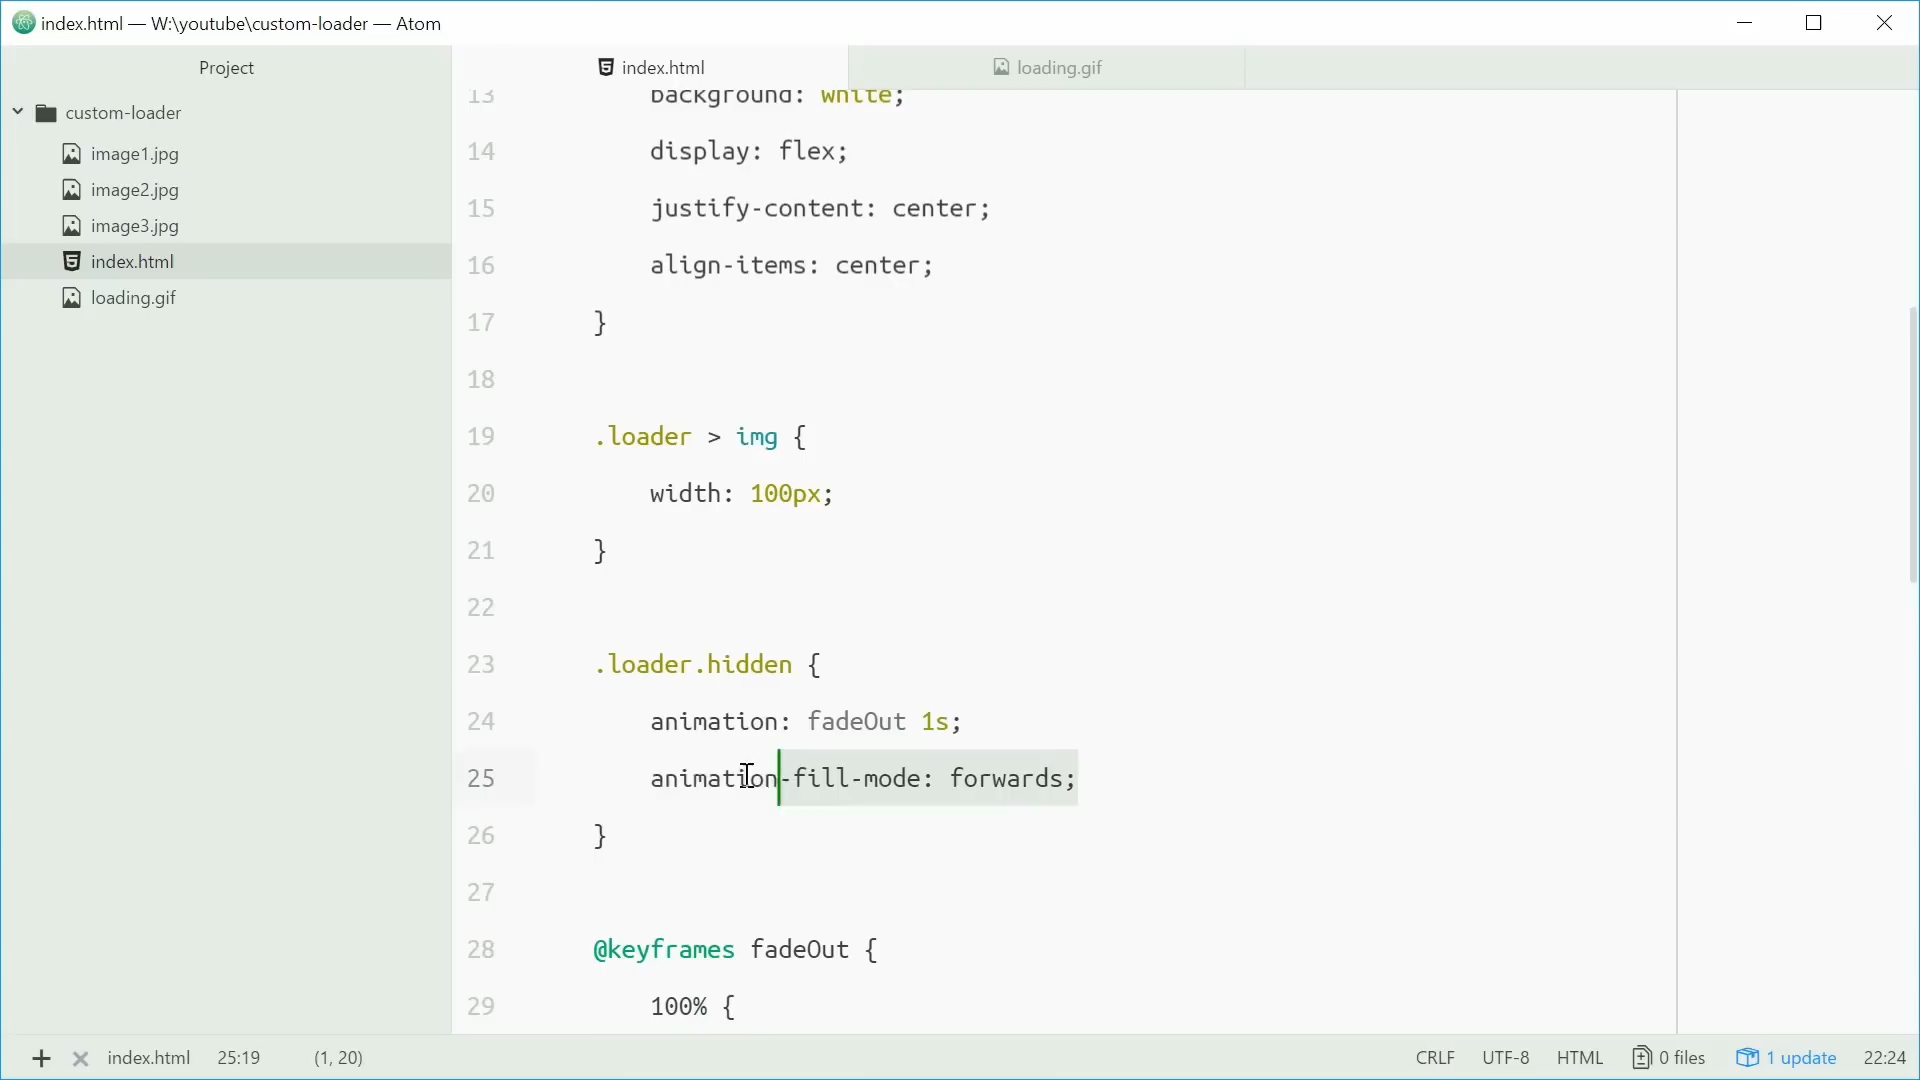 index.html — W:\youtube\custom-loader — Atom
Project
index.html
loading.gif
custom-loader
image1.jpg
image2.jpg
image3.jpg
index.html
loading.gif
13 background: white;
14 display: flex;
15 justify-content: center;
16 align-items: center;
17 }
18
19 .loader > img {
20 width: 100px;
21 }
22
23 .loader.hidden {
24 animation: fadeOut 1s;
25 animation-fill-mode: forwards;
26 }
27
28 @keyframes fadeOut {
29 100% {
index.html 25:19 (1, 20) CRLF UTF-8 HTML 0 files 1 update 22:24